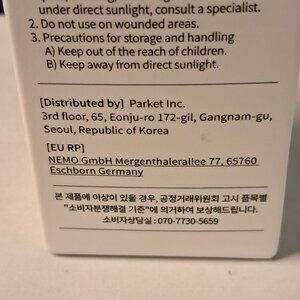 under direct sunlight, consult a specialist.
2. Do not use on wounded areas.
3. Precautions for storage and handling
A) Keep out of the reach of children.
B) Keep away from direct sunlight.
[Distributed by] Parket Inc.
3rd floor, 65, Eonju-ro 172-gil, Gangnam-gu,
Seoul, Republic of Korea
[EU RP]
NEMO GmbH Mergenthalerallee 77, 65760
Eschborn Germany
본 제품에 이상이 있을 경우, 공정거래위원회 고시 품목별
"소비자분쟁해결 기준"에 의거하여 보상해드립니다.
소비자상담실 : 070-7730-5659